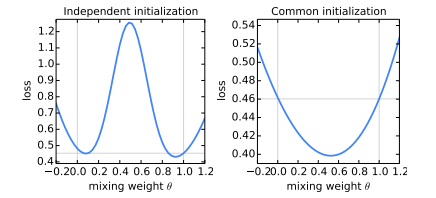 Independent initialization
loss
1.2
1.1
1.0
0.9
0.8
0.7
0.6
0.5
0.4
−0.2 0.0 0.2 0.4 0.6 0.8 1.0 1.2
mixing weight θ
Common initialization
loss
0.54
0.52
0.50
0.48
0.46
0.44
0.42
0.40
−0.2 0.0 0.2 0.4 0.6 0.8 1.0 1.2
mixing weight θ